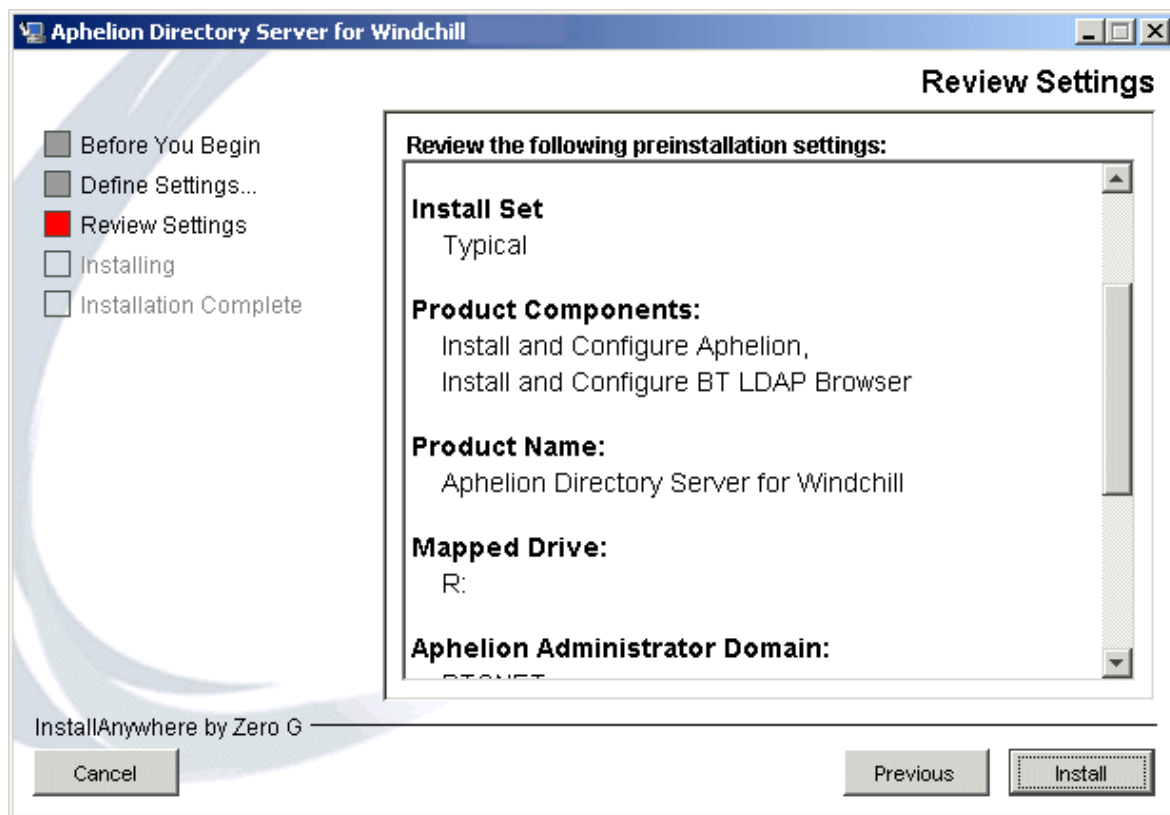 Aphelion Directory Server for Windchill
Review Settings
Before You Begin
Define Settings...
Review Settings
Installing
Installation Complete
Review the following preinstallation settings:
Install Set
Typical
Product Components:
Install and Configure Aphelion,
Install and Configure BT LDAP Browser
Product Name:
Aphelion Directory Server for Windchill
Mapped Drive:
R:
Aphelion Administrator Domain:
InstallAnywhere by Zero G
Cancel
Previous
Install